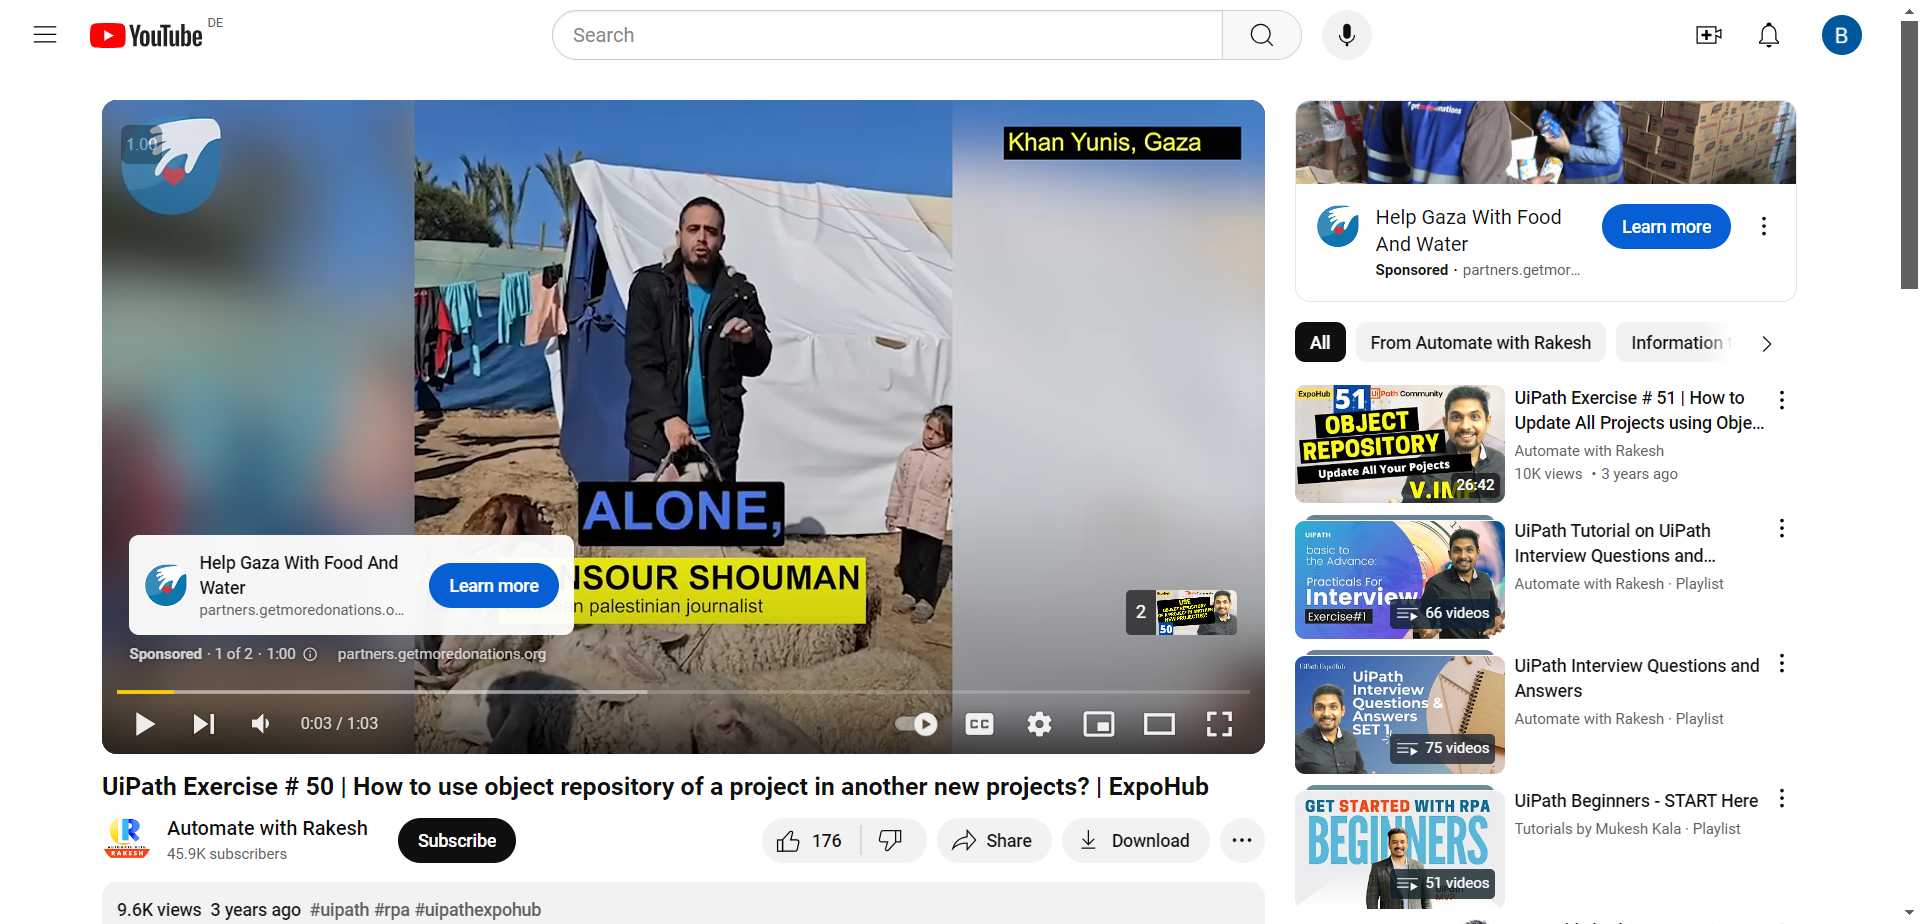 YouTube DE
Search
B
1.00
Khan Yunis, Gaza
ALONE,
NSOUR SHOUMAN
n palestinian journalist
Help Gaza With Food And
Water
partners.getmoredonations.o...
Learn more
2
50
Sponsored · 1 of 2 · 1:00
partners.getmoredonations.org
0:03 / 1:03
CC
UiPath Exercise # 50 | How to use object repository of a project in another new projects? | ExpoHub
Automate with Rakesh
45.9K subscribers
Subscribe
176
Share
Download
9.6K views 3 years ago #uipath #rpa #uipathexpohub
Help Gaza With Food
And Water
Sponsored · partners.getmor...
Learn more
All
From Automate with Rakesh
Information
ExpoHub 51 UiPath Community
OBJECT
REPOSITORY
Update All Your Pojects
V.IM
26:42
UiPath Exercise # 51 | How to
Update All Projects using Obje...
Automate with Rakesh
10K views • 3 years ago
UIPATH
basic to
the Advance:
Practicals For
Interview
Exercise#1
66 videos
UiPath Tutorial on UiPath
Interview Questions and...
Automate with Rakesh · Playlist
UiPath ExpoHub
UiPath
Interview
Questions &
Answers
SET 1
75 videos
UiPath Interview Questions and
Answers
Automate with Rakesh · Playlist
GET STARTED WITH RPA
BEGINNERS
51 videos
UiPath Beginners - START Here
Tutorials by Mukesh Kala · Playlist